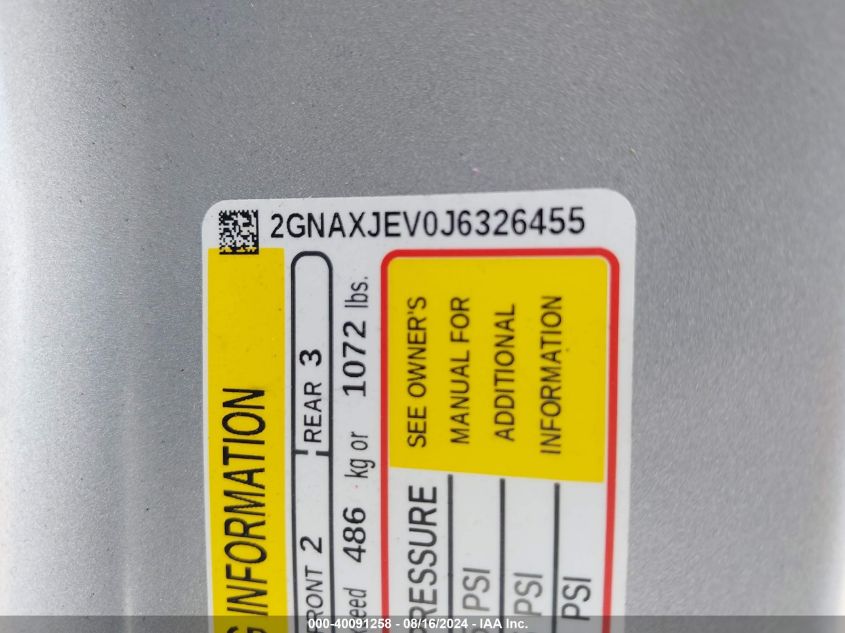 2GNAXJEV0J6326455
INFORMATION
FRONT 2 REAR 3
486 kg or 1072 lbs.
PRESSURE
SEE OWNER'S
MANUAL FOR
ADDITIONAL
INFORMATION
PSI
PSI
PSI
000-40091258 - 08/16/2024 - IAA Inc.